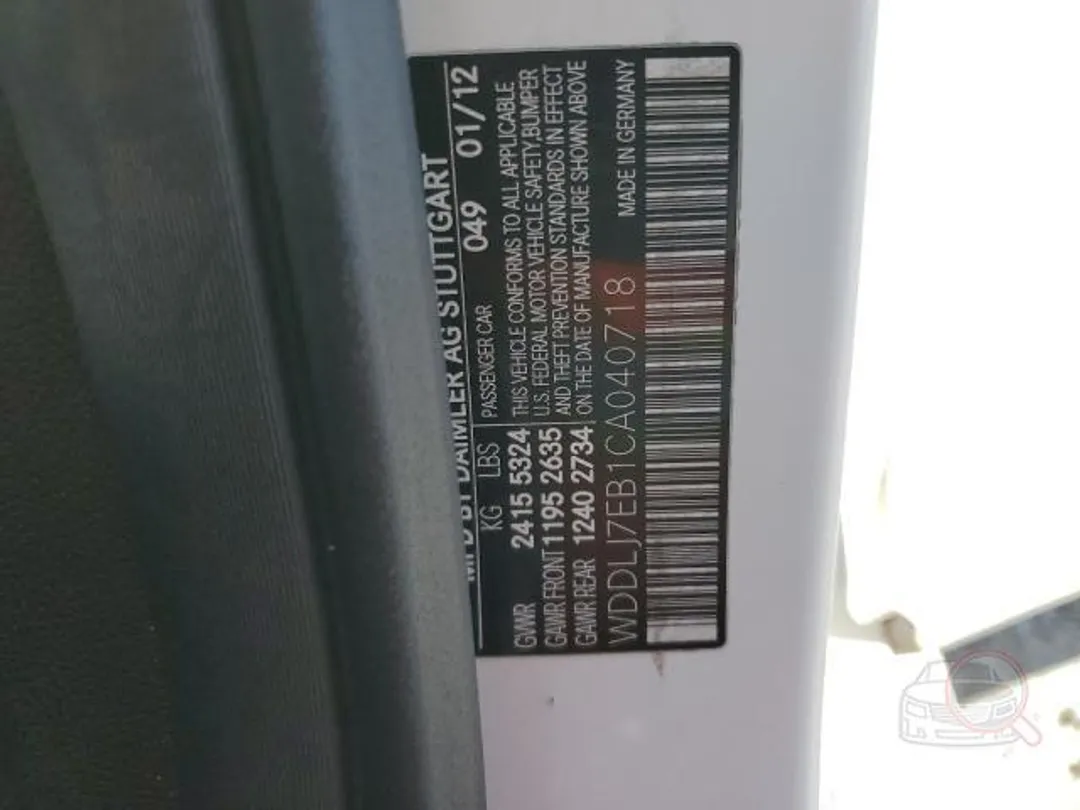 MFD BY DAIMLER AG STUTTGART
KG LBS PASSENGER CAR 049 01/12
GVWR 2415 5324 THIS VEHICLE CONFORMS TO ALL APPLICABLE
GAWR FRONT 1195 2635 U.S. FEDERAL MOTOR VEHICLE SAFETY,BUMPER
GAWR REAR 1240 2734 AND THEFT PREVENTION STANDARDS IN EFFECT
ON THE DATE OF MANUFACTURE SHOWN ABOVE
WDDLJ7EB1CA040718 MADE IN GERMANY